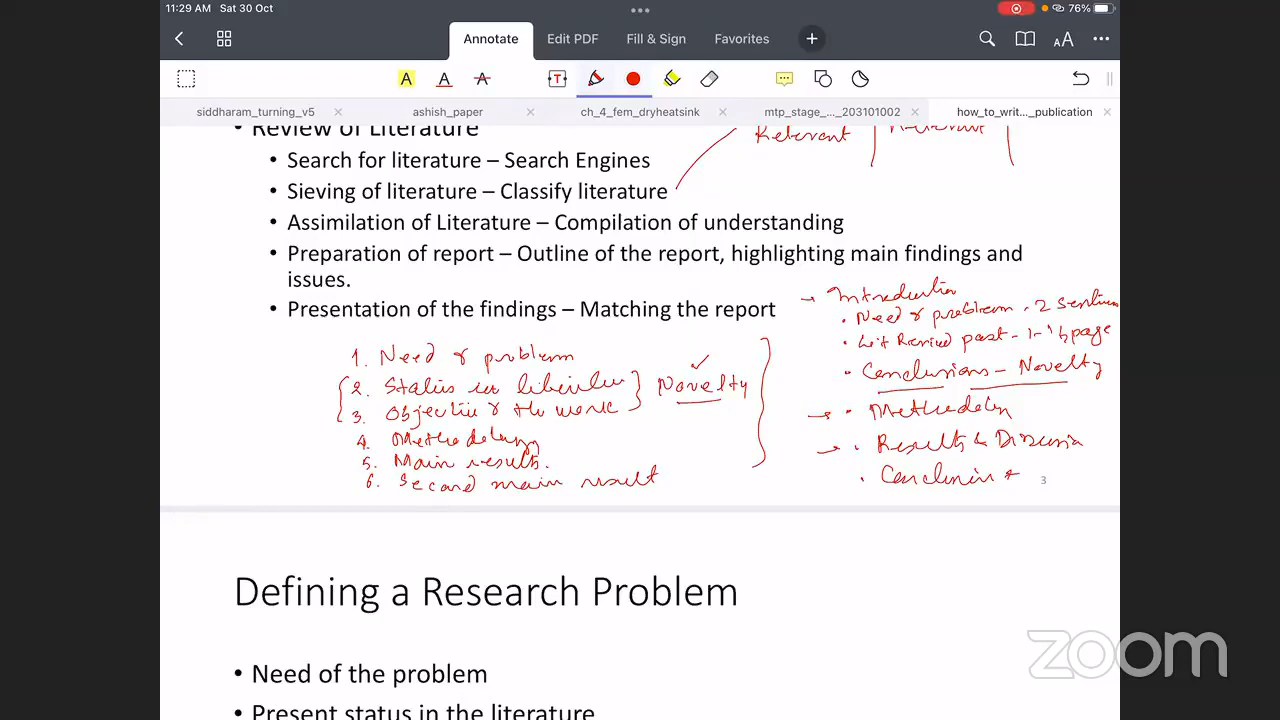 11:29 AM Sat 30 Oct
76%
Annotate Edit PDF Fill & Sign Favorites
siddharam_turning_v5 ashish_paper ch_4_fem_dryheatsink mtp_stage_..._203101002 how_to_writ..._publication
Relevant
• Review of Literature
• Search for literature – Search Engines
• Sieving of literature – Classify literature
• Assimilation of Literature – Compilation of understanding
• Preparation of report – Outline of the report, highlighting main findings and
issues.
• Presentation of the findings – Matching the report
1. Need of problem
2. Status in
3. Objective of the work
Novelty
4. Methodology
5. Main results.
6. Second main result
→ Introduction
• Need of problem - 2
• Lit past - 1-1½ page
• Conclusions - Novelty
→ • Methodology
→ • Results & Discussion
• Conclusion
3
Defining a Research Problem
• Need of the problem
• Present status in the literature
zoom